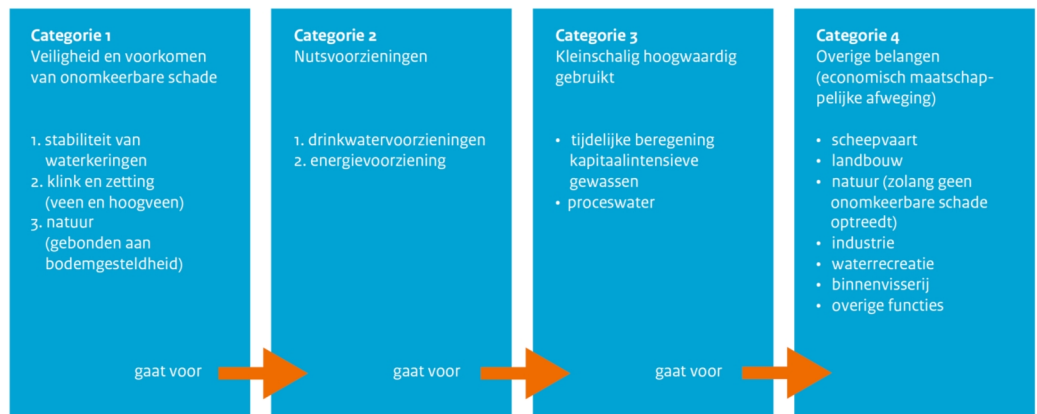 Categorie 1
Veiligheid en voorkomen
van onomkeerbare schade
1. stabiliteit van
waterkeringen
2. klink en zetting
(veen en hoogveen)
3. natuur
(gebonden aan
bodemgesteldheid)
gaat voor
Categorie 2
Nutsvoorzieningen
1. drinkwatervoorzieningen
2. energievoorziening
gaat voor
Categorie 3
Kleinschalig hoogwaardig
gebruikt
• tijdelijke beregening
kapitaalintensieve
gewassen
• proceswater
gaat voor
Categorie 4
Overige belangen
(economisch maatschap-
pelijke afweging)
• scheepvaart
• landbouw
• natuur (zolang geen
onomkeerbare schade
optreedt)
• industrie
• waterrecreatie
• binnenvisserij
• overige functies